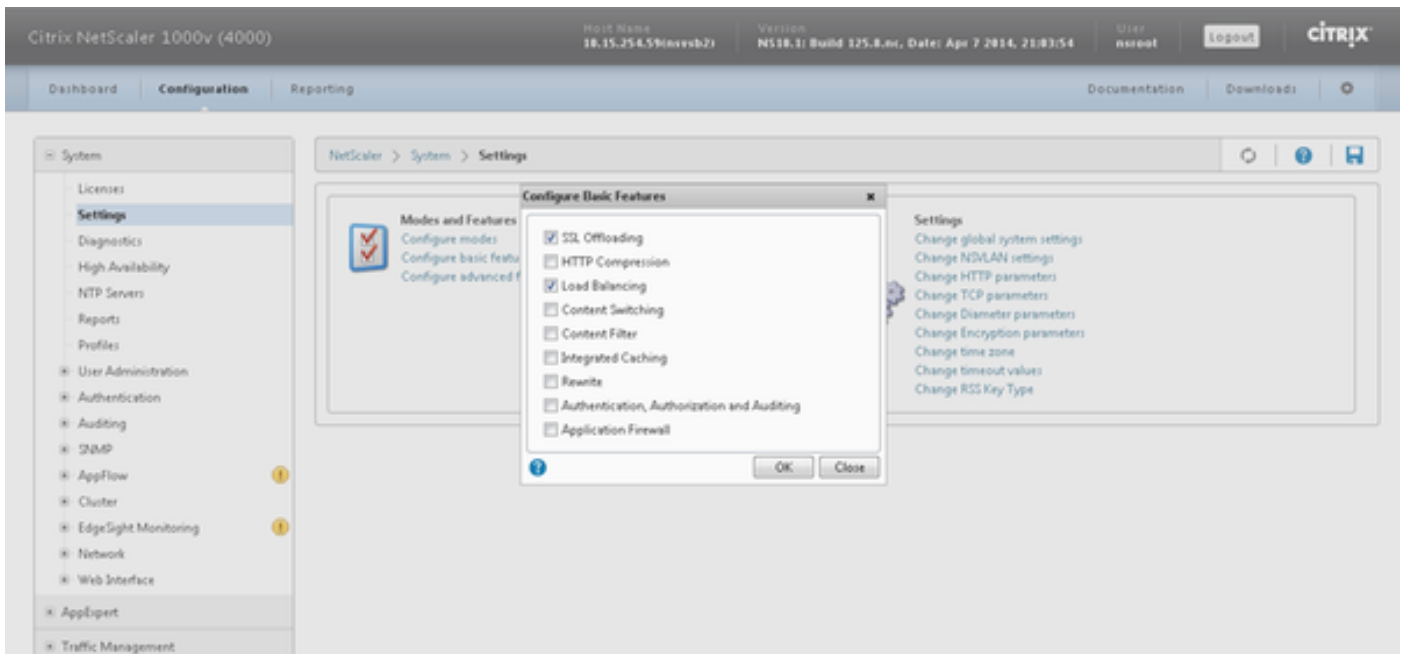 Citrix NetScaler 1000v (4000)
Host Name
10.15.254.59(nsvsb2)
Version
NS10.1: Build 125.8.nc, Date: Apr 7 2014, 21:03:54
User
nsroot
Logout
CITRIX
Dashboard
Configuration
Reporting
Documentation
Downloads
System
Licenses
Settings
Diagnostics
High Availability
NTP Servers
Reports
Profiles
User Administration
Authentication
Auditing
SNMP
AppFlow
Cluster
EdgeSight Monitoring
Network
Web Interface
AppExpert
Traffic Management
NetScaler > System > Settings
Modes and Features
Configure modes
Configure basic featu
Configure advanced f
Configure Basic Features
SSL Offloading
HTTP Compression
Load Balancing
Content Switching
Content Filter
Integrated Caching
Rewrite
Authentication, Authorization and Auditing
Application Firewall
OK
Close
Settings
Change global system settings
Change NSVLAN settings
Change HTTP parameters
Change TCP parameters
Change Diameter parameters
Change Encryption parameters
Change time zone
Change timeout values
Change RSS Key Type